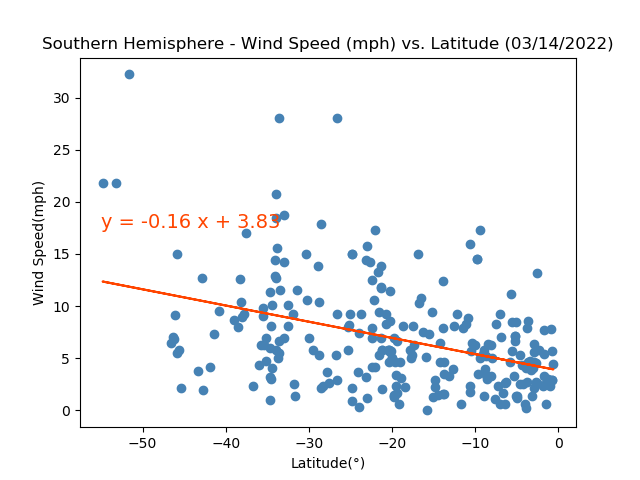 Southern Hemisphere - Wind Speed (mph) vs. Latitude (03/14/2022)
30
25
20
15
10
5
0
Wind Speed(mph)
y = -0.16 x + 3.83
−50 −40 −30 −20 −10 0
Latitude(°)